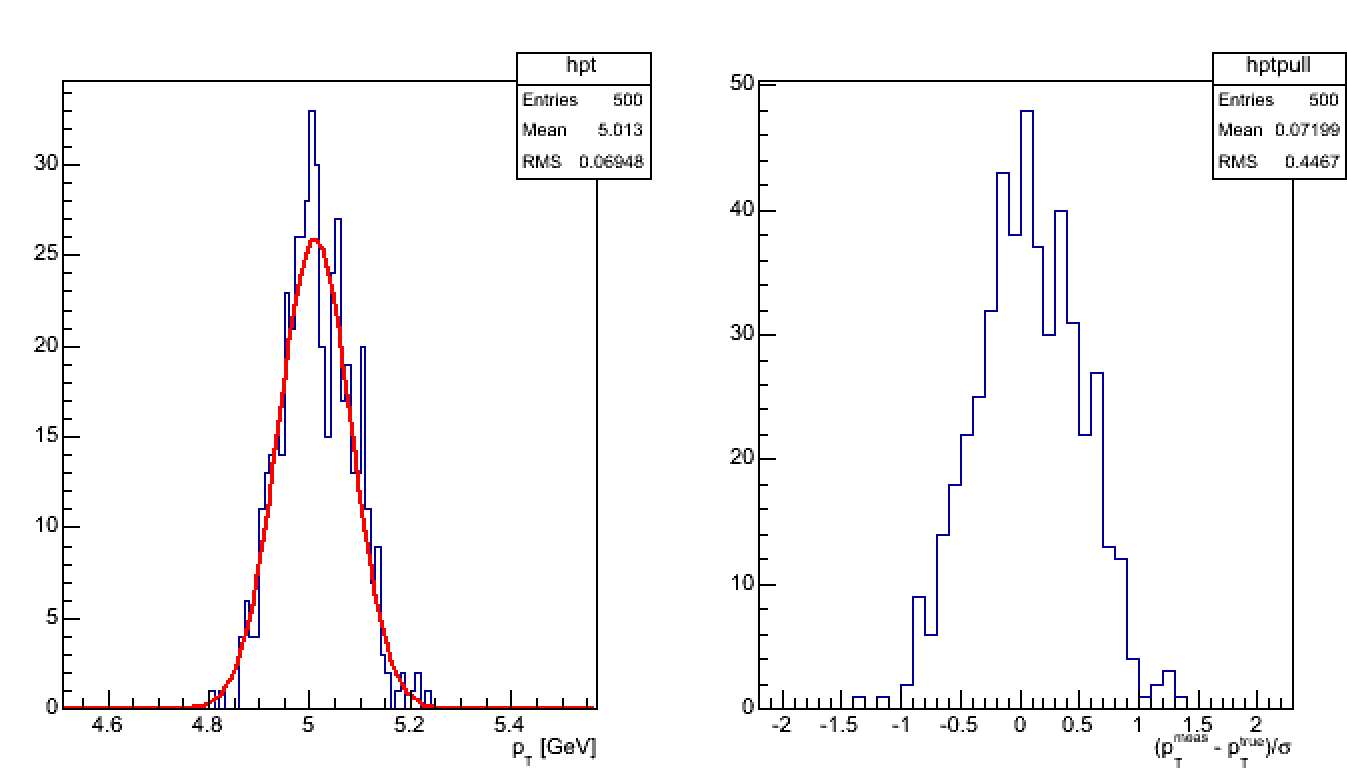 hpt
Entries 500
Mean 5.013
RMS 0.06948
30
25
20
15
10
5
0
4.6 4.8 5 5.2 5.4
p_T [GeV]
hptpull
Entries 500
Mean 0.07199
RMS 0.4467
50
40
30
20
10
0
-2 -1.5 -1 -0.5 0 0.5 1 1.5 2
(p_T^meas - p_T^true)/σ